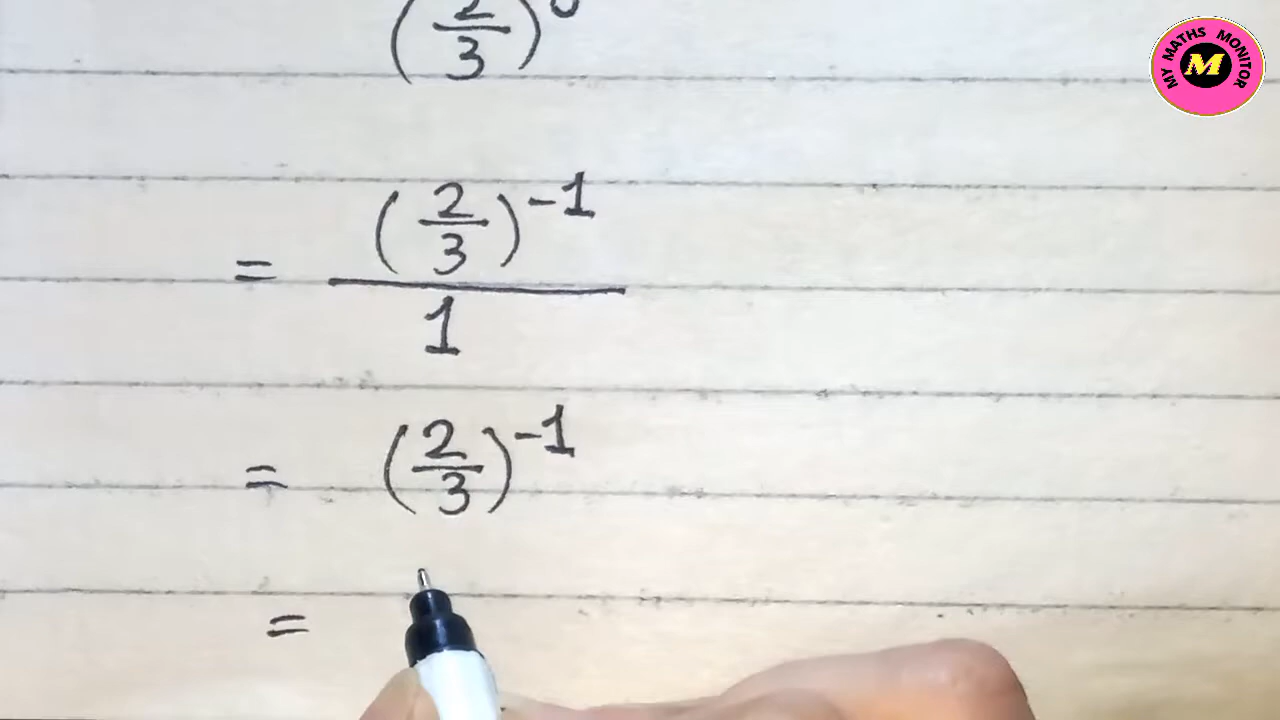 (2/3)^0
MY MATHS MONITOR
M
= (2/3)^-1 / 1
= (2/3)^-1
=